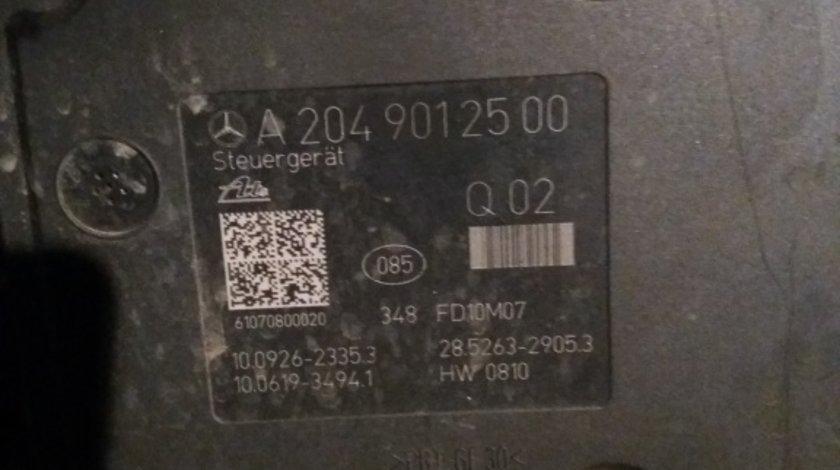 A 204 901 25 00
Steuergerät
Ate
Q 02
085
61070800020
348 FD10M07
10.0926-2335.3
28.5263-2905.3
10.0619-3494.1
HW 0810